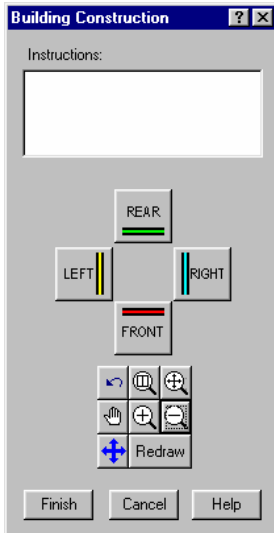 Building Construction ? X
Instructions:
REAR
LEFT RIGHT
FRONT
Redraw
Finish Cancel Help